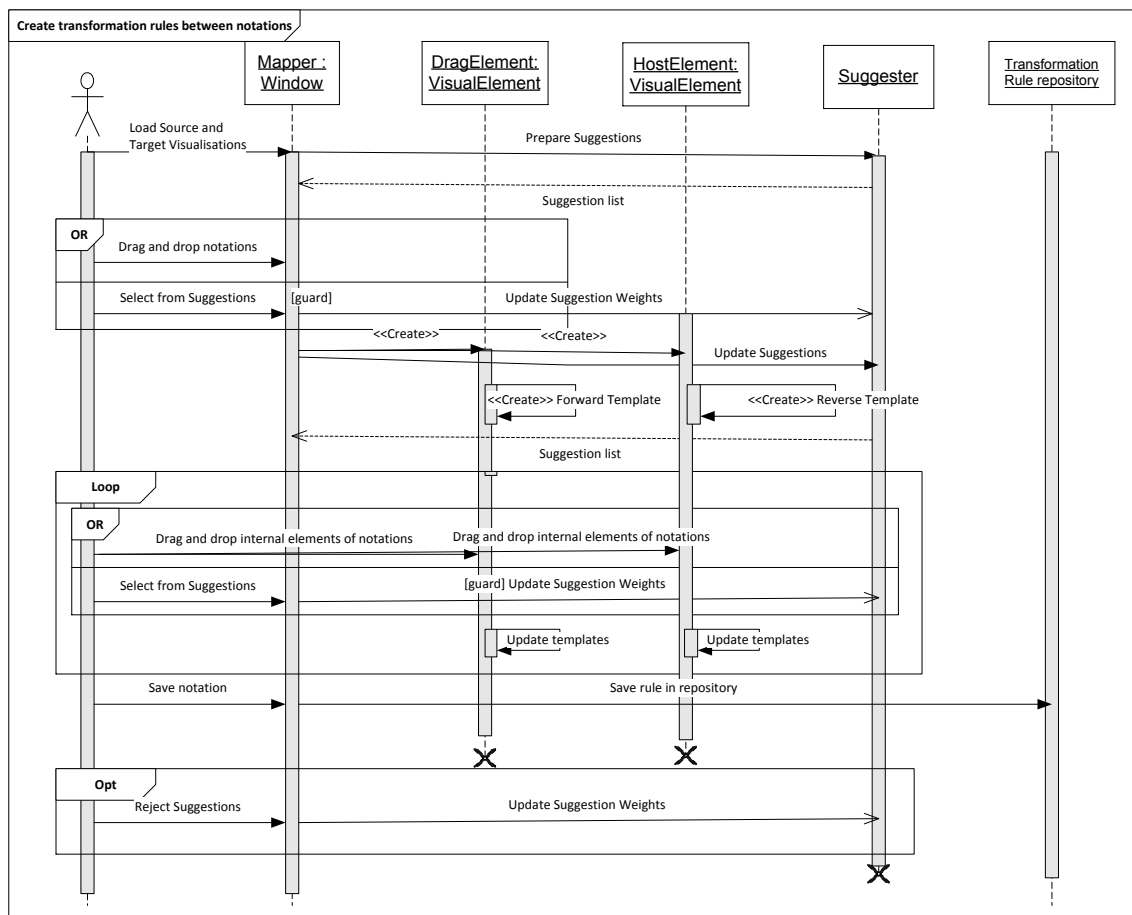 Create transformation rules between notations
Mapper :
Window
DragElement:
VisualElement
HostElement:
VisualElement
Suggester
Transformation
Rule repository
Load Source and
Target Visualisations
Prepare Suggestions
Suggestion list
OR
Drag and drop notations
Select from Suggestions
[guard]
Update Suggestion Weights
<<Create>>
<<Create>>
Update Suggestions
<<Create>> Forward Template
<<Create>> Reverse Template
Suggestion list
Loop
OR
Drag and drop internal elements of notations
Drag and drop internal elements of notations
Select from Suggestions
[guard] Update Suggestion Weights
Update templates
Update templates
Save notation
Save rule in repository
Opt
Reject Suggestions
Update Suggestion Weights